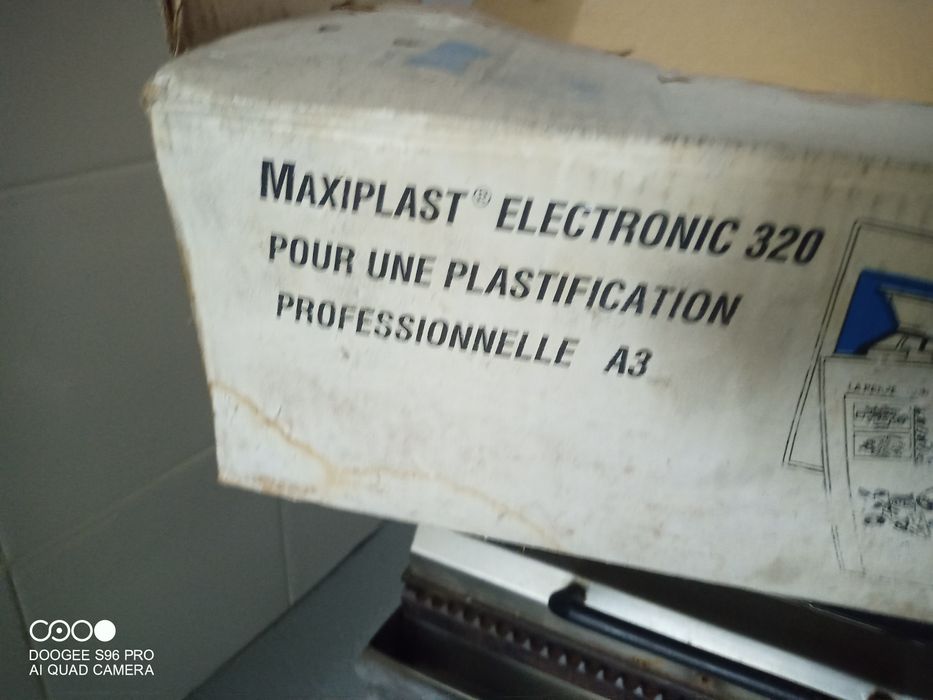 MAXIPLAST® ELECTRONIC 320
POUR UNE PLASTIFICATION
PROFESSIONNELLE A3
DOOGEE S96 PRO
AI QUAD CAMERA